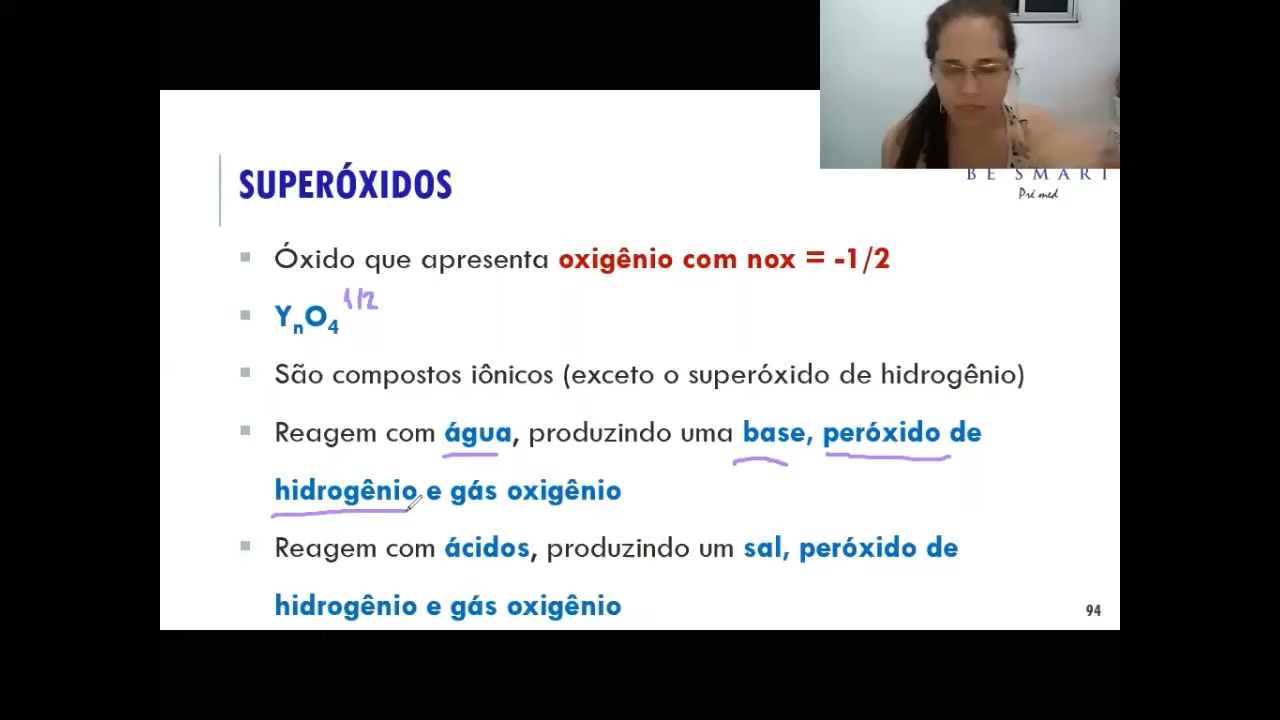 BE SMART
Pré med
SUPERÓXIDOS
Óxido que apresenta oxigênio com nox = -1/2
1/2
YnO4
São compostos iônicos (exceto o superóxido de hidrogênio)
Reagem com água, produzindo uma base, peróxido de
hidrogênio e gás oxigênio
Reagem com ácidos, produzindo um sal, peróxido de
hidrogênio e gás oxigênio
94